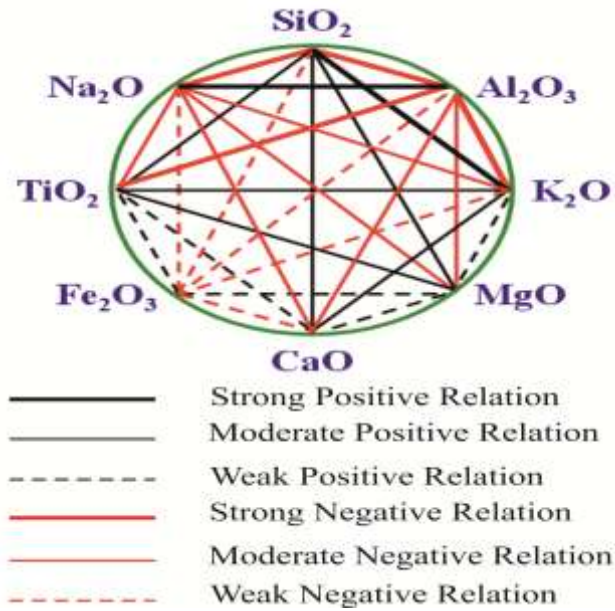 SiO₂
Na₂O Al₂O₃
TiO₂ K₂O
Fe₂O₃ MgO
CaO
Strong Positive Relation
Moderate Positive Relation
Weak Positive Relation
Strong Negative Relation
Moderate Negative Relation
Weak Negative Relation